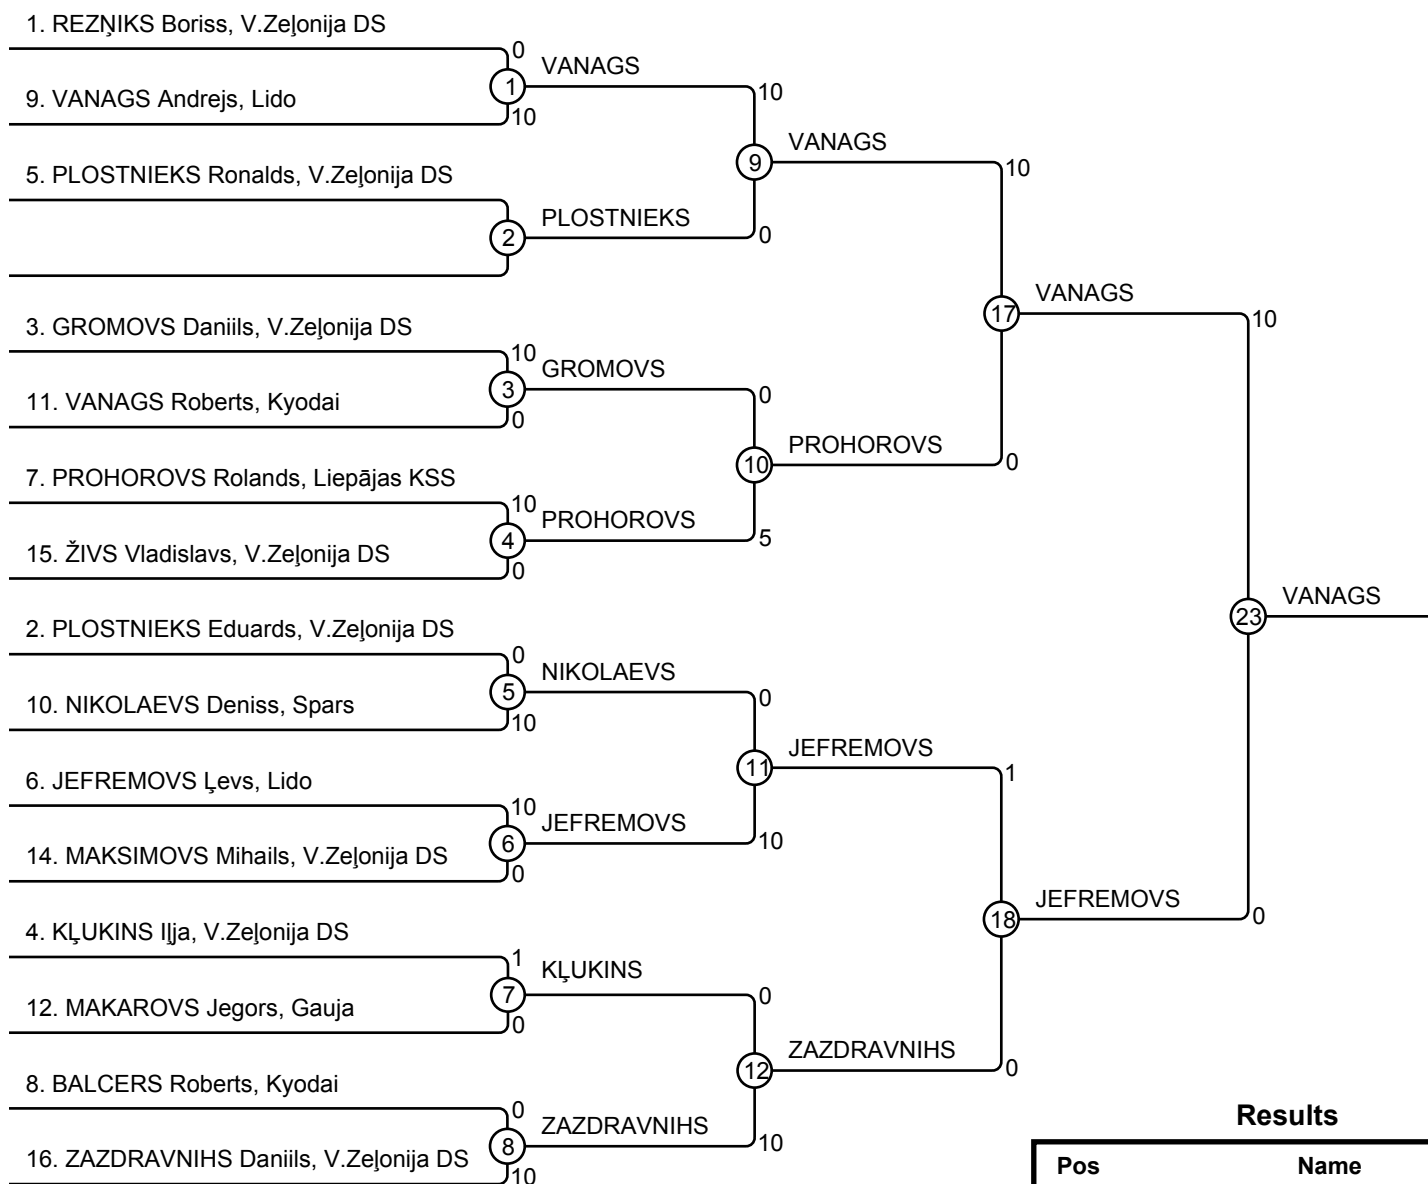 1. REZŅIKS Boriss, V.Zeļonija DS
0
VANAGS
1
10
9. VANAGS Andrejs, Lido
10
VANAGS
9
10
5. PLOSTNIEKS Ronalds, V.Zeļonija DS
PLOSTNIEKS
2
0
VANAGS
17
10
3. GROMOVS Daniils, V.Zeļonija DS
10
GROMOVS
3
0
11. VANAGS Roberts, Kyodai
0
PROHOROVS
10
0
7. PROHOROVS Rolands, Liepājas KSS
10
PROHOROVS
4
5
15. ŽIVS Vladislavs, V.Zeļonija DS
0
VANAGS
23
2. PLOSTNIEKS Eduards, V.Zeļonija DS
0
NIKOLAEVS
5
0
10. NIKOLAEVS Deniss, Spars
10
JEFREMOVS
11
1
6. JEFREMOVS Ļevs, Lido
10
JEFREMOVS
6
10
14. MAKSIMOVS Mihails, V.Zeļonija DS
0
JEFREMOVS
18
0
4. KĻUKINS Iļja, V.Zeļonija DS
1
KĻUKINS
7
0
12. MAKAROVS Jegors, Gauja
0
ZAZDRAVNIHS
12
0
8. BALCERS Roberts, Kyodai
0
ZAZDRAVNIHS
8
10
16. ZAZDRAVNIHS Daniils, V.Zeļonija DS
10
Results
Pos Name